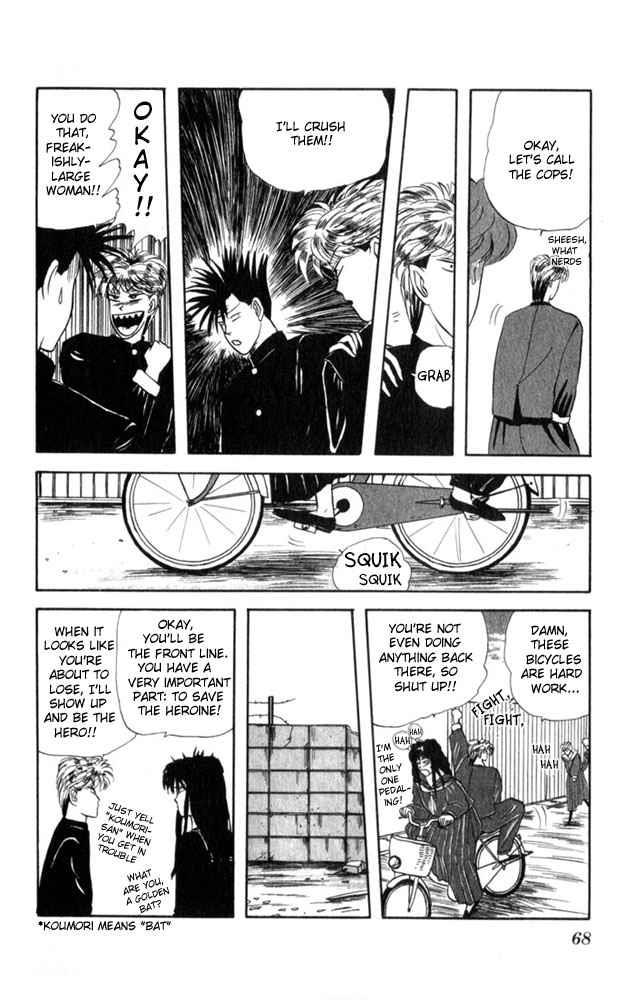 OKAY,
LET'S CALL
THE COPS!
SHEESH,
WHAT
NERDS
GRAB
I'LL CRUSH
THEM!!
OKAY!!
YOU DO
THAT,
FREAK-
ISHLY-
LARGE
WOMAN!!
SQUIK
SQUIK
DAMN,
THESE
BICYCLES
ARE HARD
WORK...
YOU'RE NOT
EVEN DOING
ANYTHING BACK
THERE, SO
SHUT UP!!
FIGHT,
FIGHT,
HAH
HAH
HAH
HAH
I'M
THE
ONLY
ONE
PEDAL-
ING!
OKAY,
YOU'LL BE
THE FRONT LINE.
YOU HAVE A
VERY IMPORTANT
PART: TO SAVE
THE HEROINE!
WHEN IT
LOOKS LIKE
YOU'RE
ABOUT TO
LOSE, I'LL
SHOW UP
AND BE THE
HERO!!
JUST YELL
"KOUMORI-
SAN" WHEN
YOU GET IN
TROUBLE
WHAT
ARE YOU,
A GOLDEN
BAT?
*KOUMORI MEANS "BAT"
68